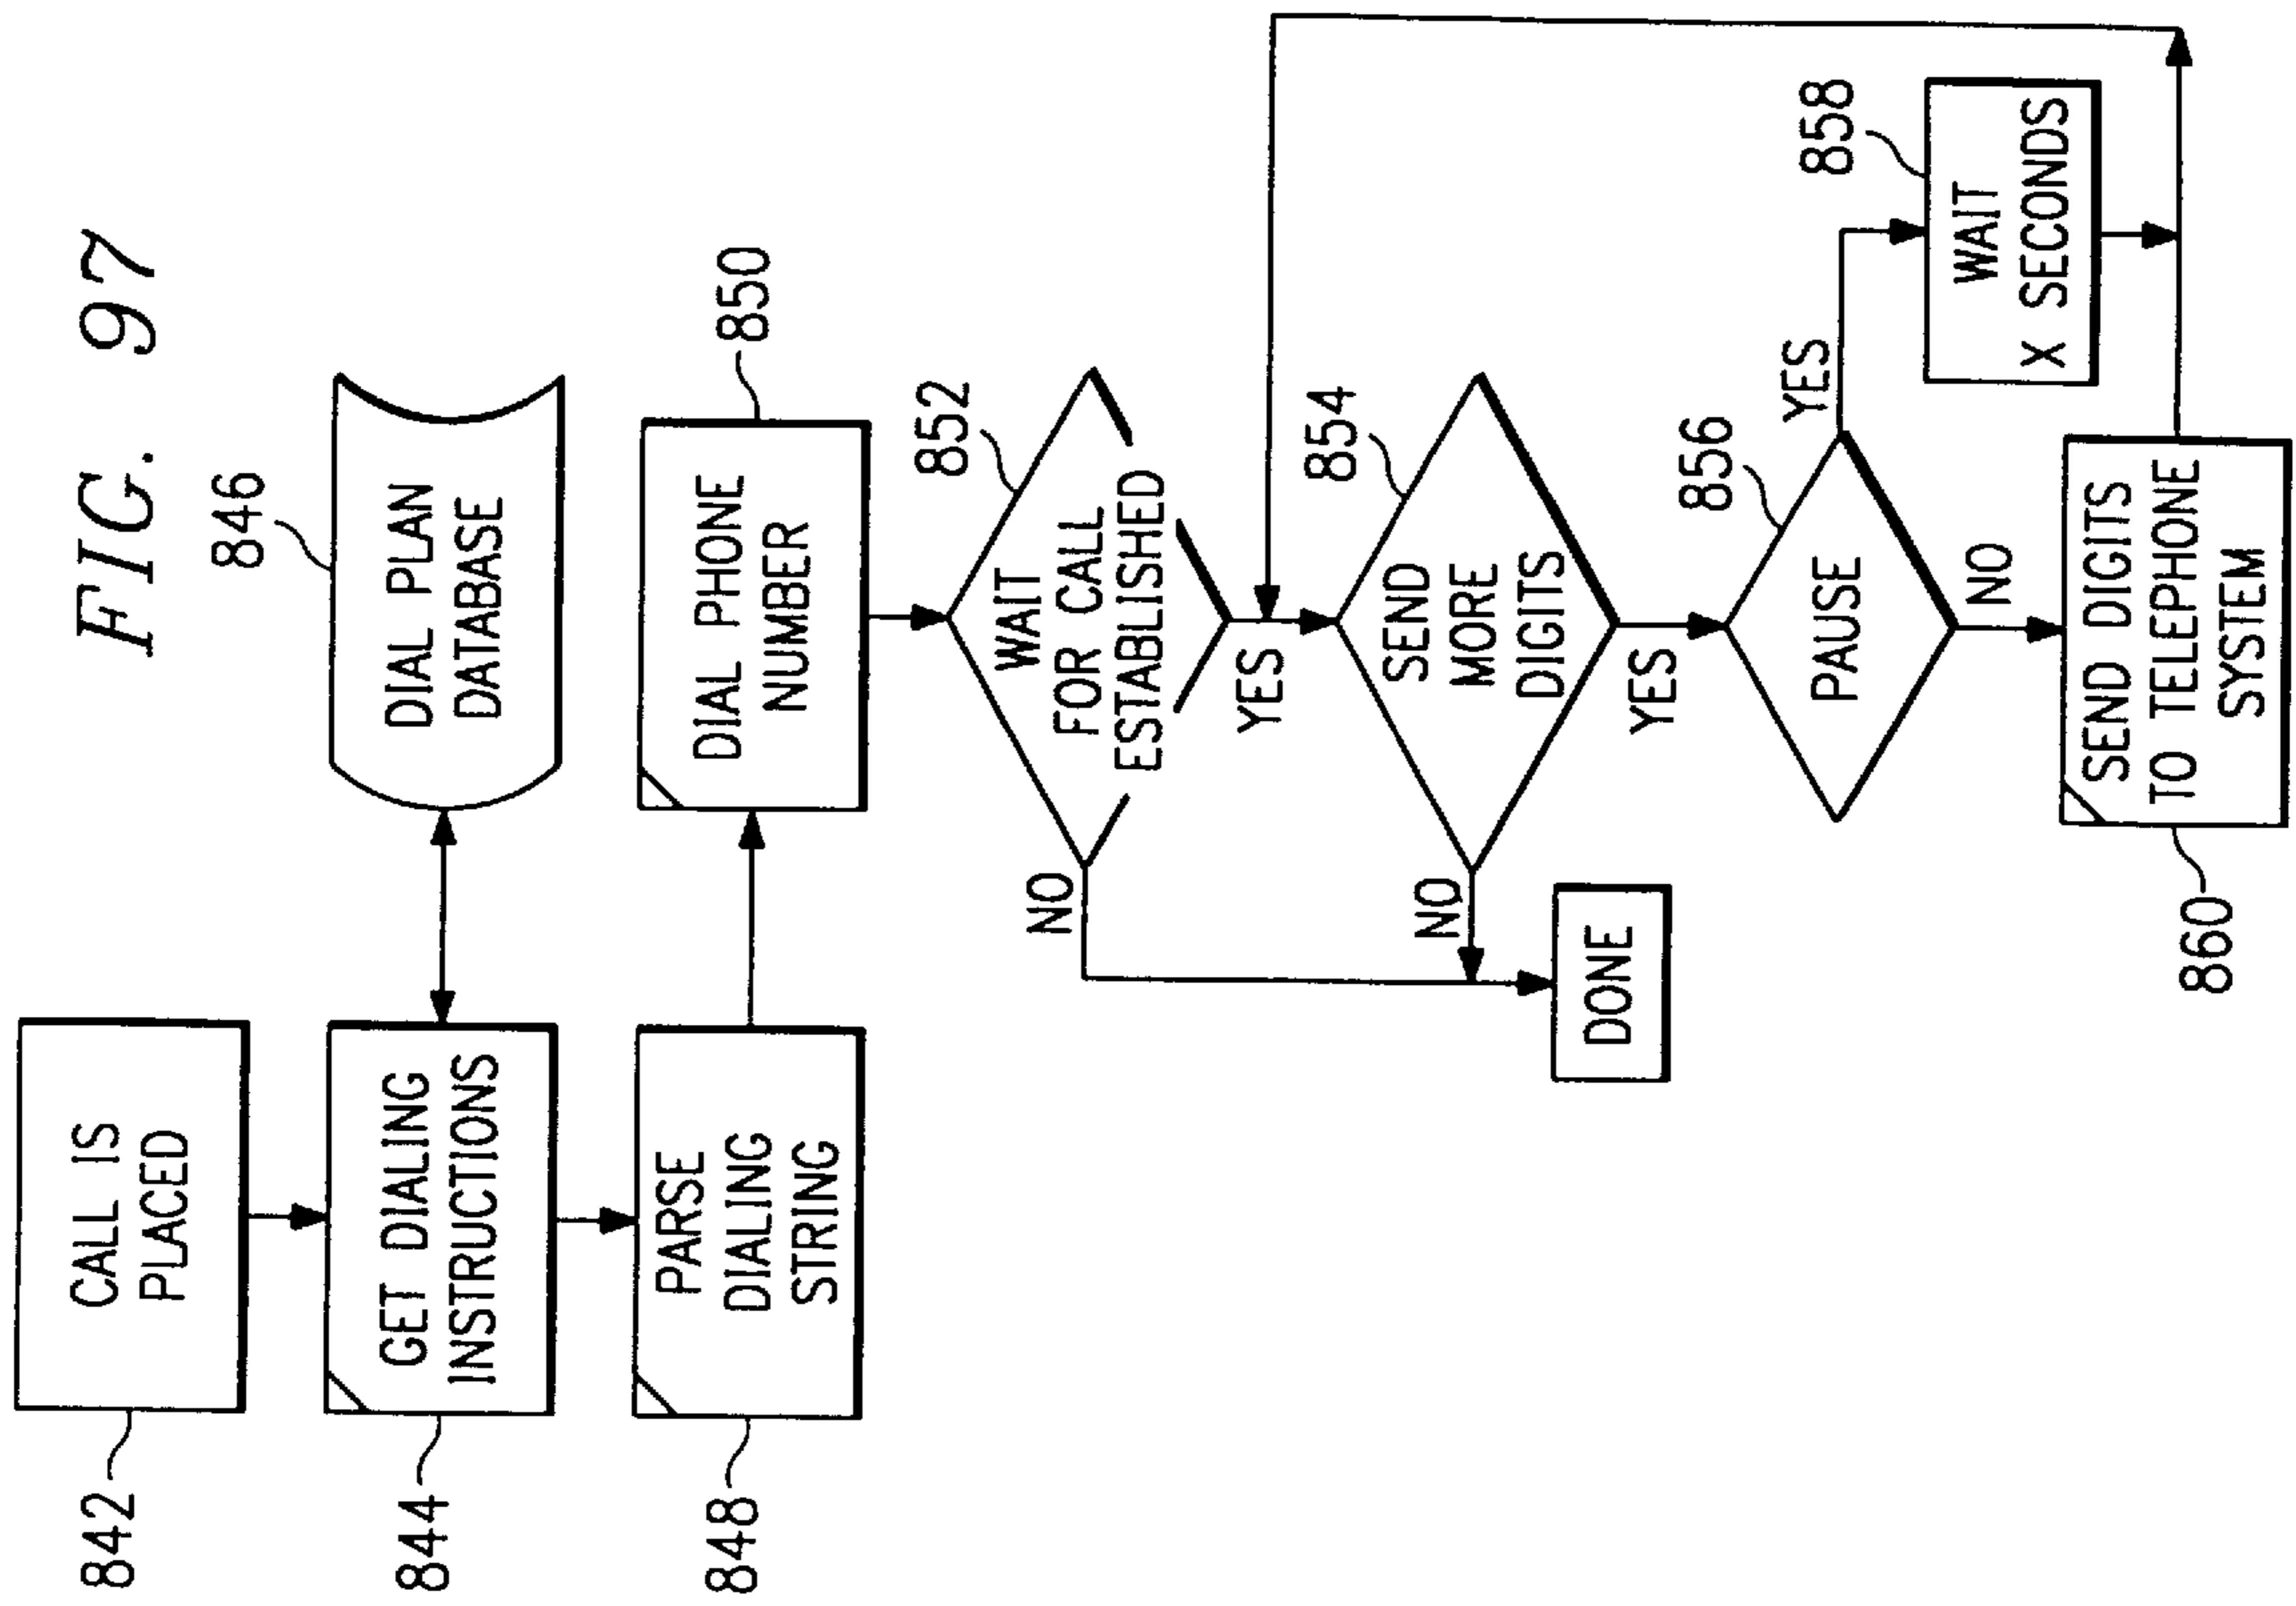 FIG. 97
842
CALL IS
PLACED
844
GET DIALING
INSTRUCTIONS
846
DIAL PLAN
DATABASE
848
PARSE
DIALING
STRING
850
DIAL PHONE
NUMBER
852
WAIT
FOR CALL
ESTABLISHED
NO
YES
854
SEND
MORE
DIGITS
NO
YES
DONE
856
PAUSE
YES
NO
858
WAIT
X SECONDS
860
SEND DIGITS
TO TELEPHONE
SYSTEM